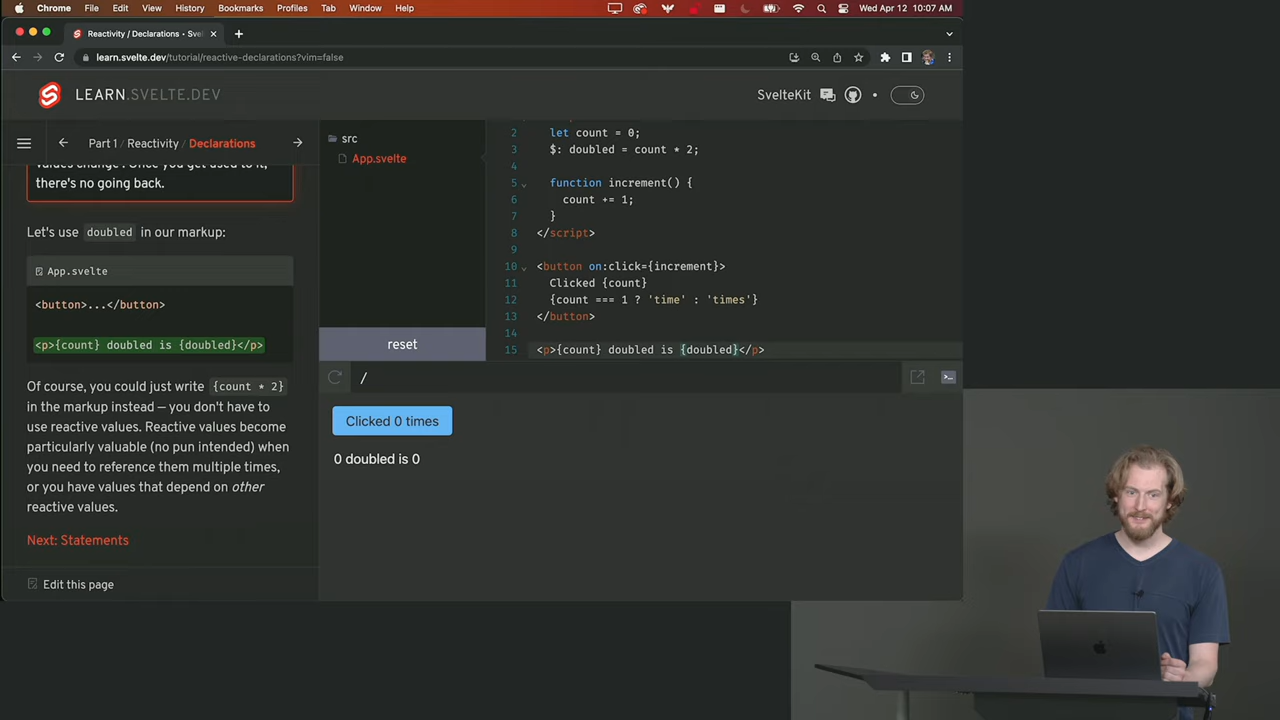 Chrome File Edit View History Bookmarks Profiles Tab Window Help Wed Apr 12 10:07 AM
Reactivity / Declarations • Sve
learn.svelte.dev/tutorial/reactive-declarations?vim=false
LEARN.SVELTE.DEV
SvelteKit
Part 1 / Reactivity / Declarations
values change'. Once you get used to it,
there's no going back.
Let's use doubled in our markup:
App.svelte
<button>...</button>
<p>{count} doubled is {doubled}</p>
Of course, you could just write {count * 2}
in the markup instead — you don't have to
use reactive values. Reactive values become
particularly valuable (no pun intended) when
you need to reference them multiple times,
or you have values that depend on other
reactive values.
Next: Statements
Edit this page
src
App.svelte
reset
2 let count = 0;
3 $: doubled = count * 2;
4
5 function increment() {
6 count += 1;
7 }
8 </script>
9
10 <button on:click={increment}>
11 Clicked {count}
12 {count === 1 ? 'time' : 'times'}
13 </button>
14
15 <p>{count} doubled is {doubled}</p>
/
Clicked 0 times
0 doubled is 0